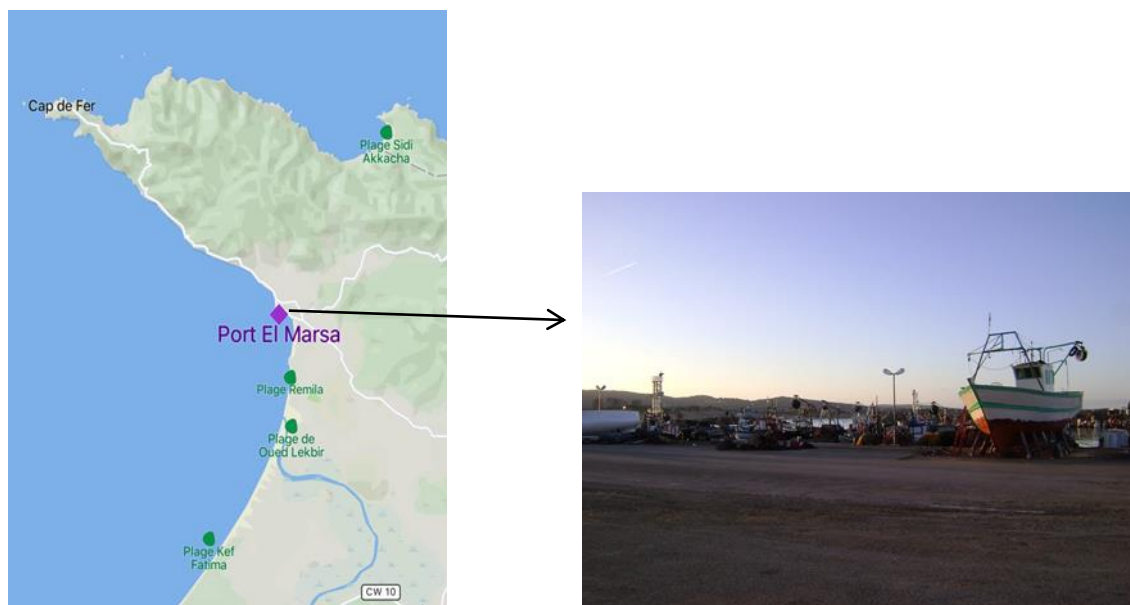 Cap de Fer
Plage Sidi
Akkacha
Port El Marsa
Plage Remila
Plage de
Oued Lekbir
Plage Kef
Fatima
CW 10